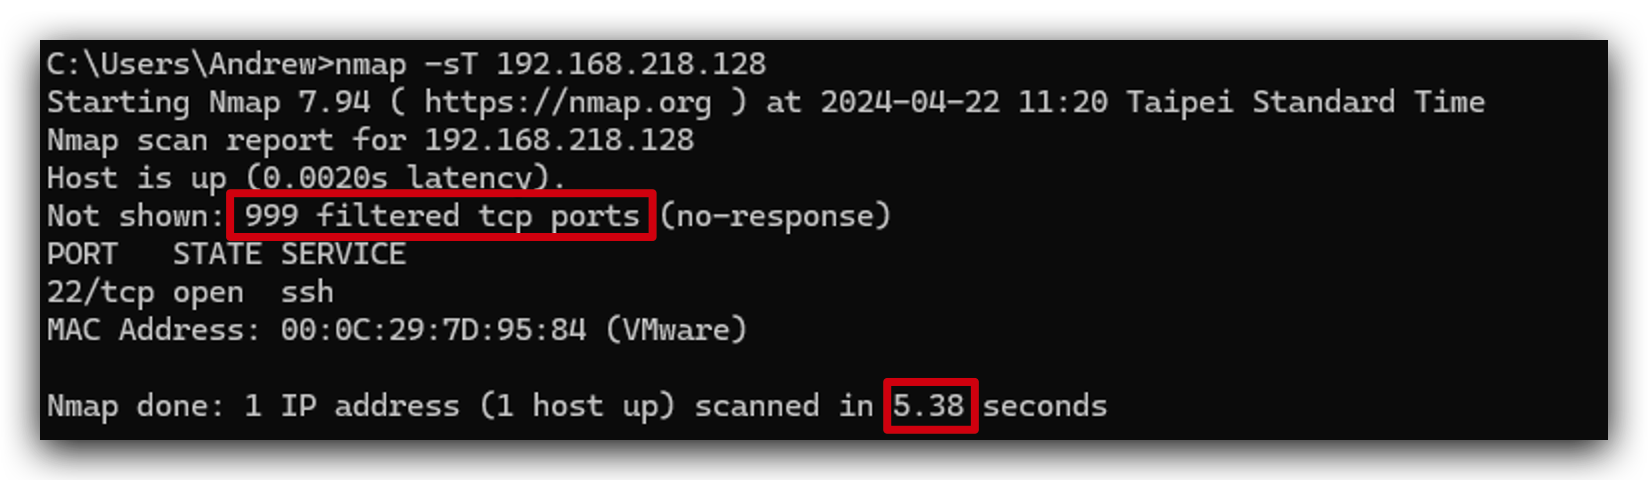 C:\Users\Andrew>nmap -sT 192.168.218.128
Starting Nmap 7.94 ( https://nmap.org ) at 2024-04-22 11:20 Taipei Standard Time
Nmap scan report for 192.168.218.128
Host is up (0.0020s latency).
Not shown: 999 filtered tcp ports (no-response)
PORT   STATE SERVICE
22/tcp open  ssh
MAC Address: 00:0C:29:7D:95:84 (VMware)
Nmap done: 1 IP address (1 host up) scanned in 5.38 seconds